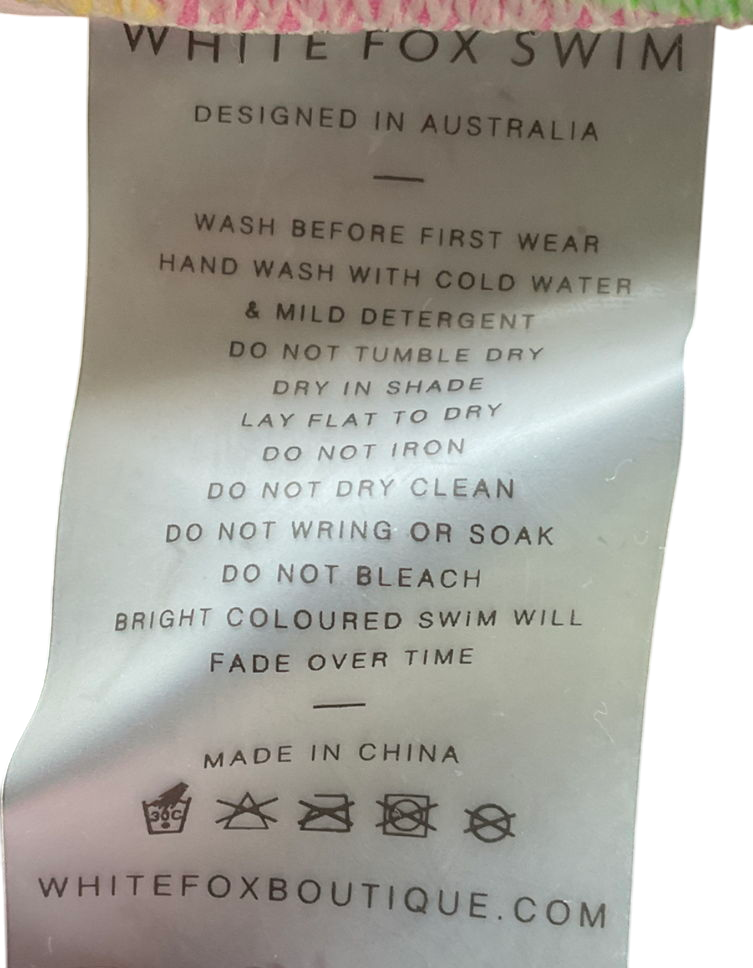 WHITE FOX SWIM
DESIGNED IN AUSTRALIA
WASH BEFORE FIRST WEAR
HAND WASH WITH COLD WATER
& MILD DETERGENT
DO NOT TUMBLE DRY
DRY IN SHADE
LAY FLAT TO DRY
DO NOT IRON
DO NOT DRY CLEAN
DO NOT WRING OR SOAK
DO NOT BLEACH
BRIGHT COLOURED SWIM WILL
FADE OVER TIME
MADE IN CHINA
30C
WHITEFOXBOUTIQUE.COM